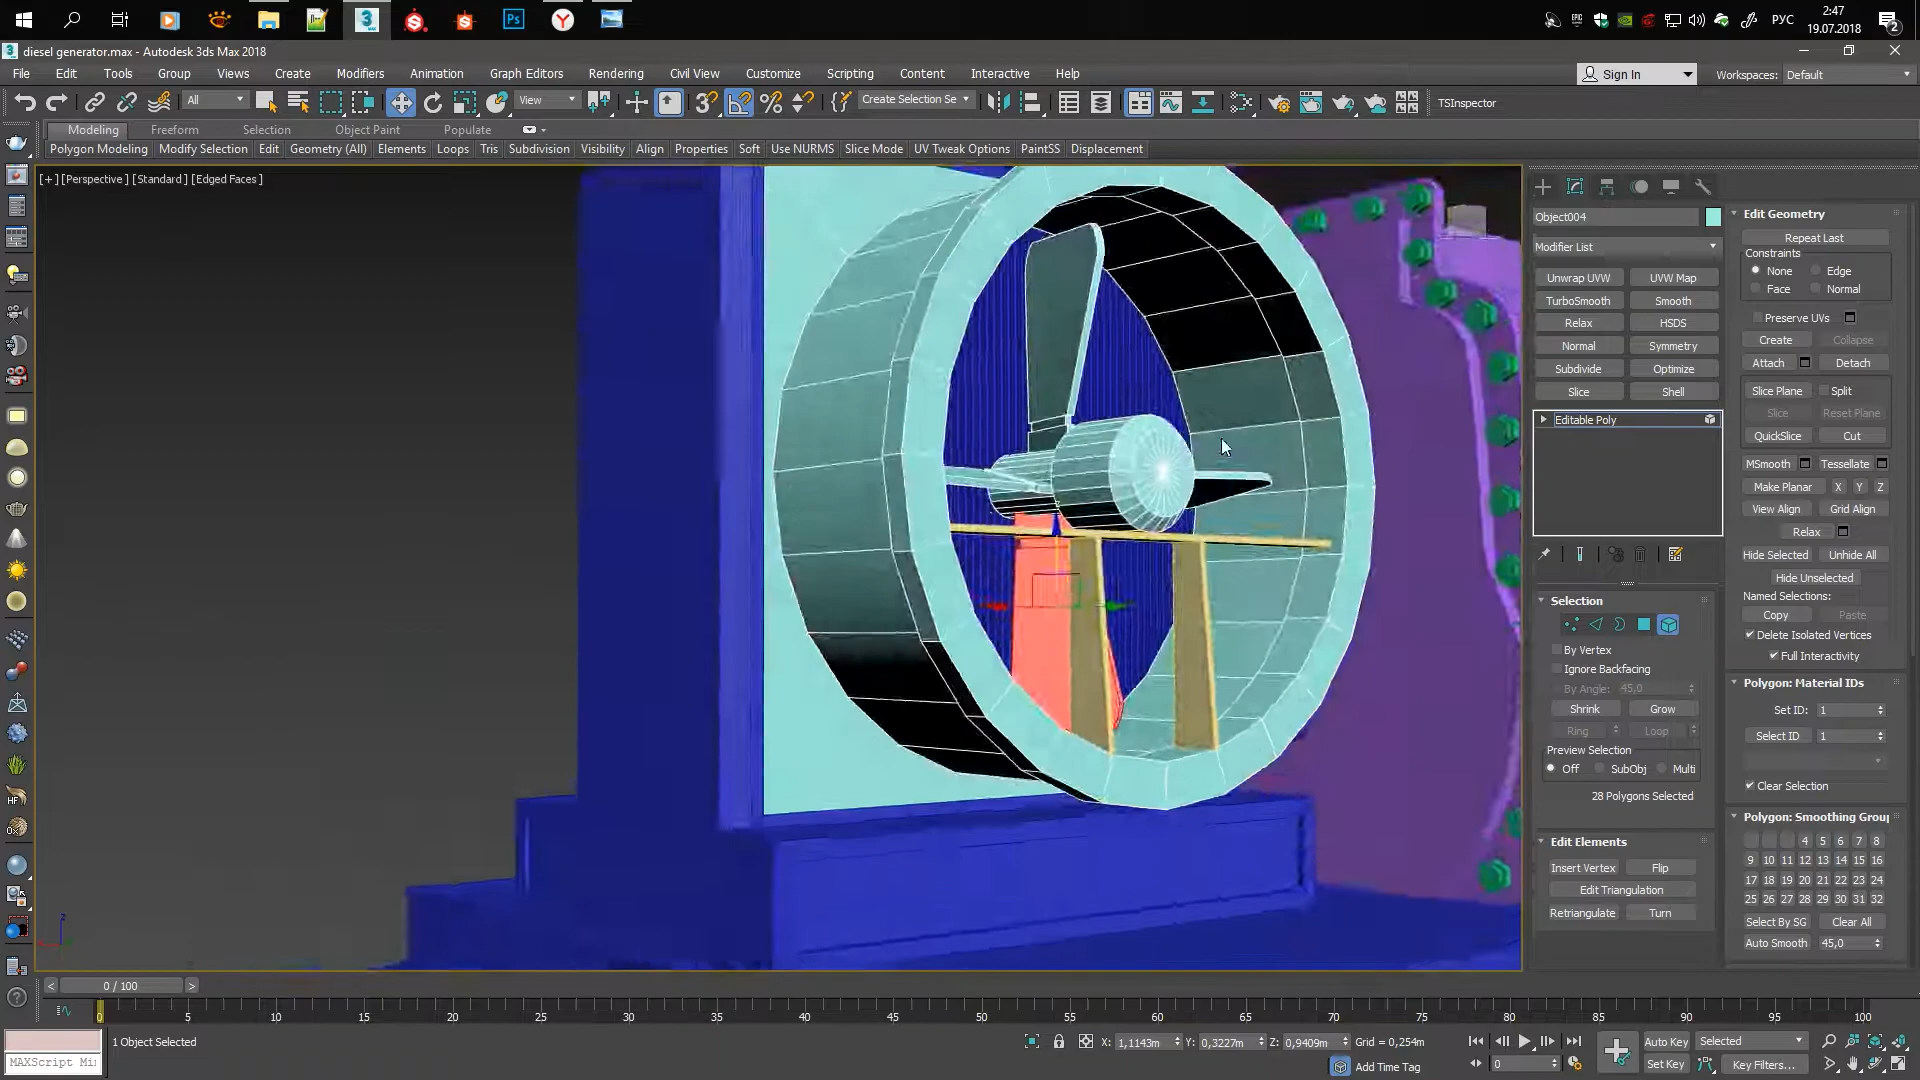 2:47
РУС
19.07.2018
2
diesel generator.max - Autodesk 3ds Max 2018
File Edit Tools Group Views Create Modifiers Animation Graph Editors Rendering Civil View Customize Scripting Content Interactive Help
Sign In
Workspaces: Default
All
View
Create Selection Se
TSInspector
Modeling Freeform Selection Object Paint Populate
Polygon Modeling Modify Selection Edit Geometry (All) Elements Loops Tris Subdivision Visibility Align Properties Soft Use NURMS Slice Mode UV Tweak Options PaintSS Displacement
[+] [Perspective ] [Standard ] [Edged Faces ]
Object004
Modifier List
Unwrap UVW UVW Map
TurboSmooth Smooth
Relax HSDS
Normal Symmetry
Subdivide Optimize
Slice Shell
Editable Poly
Selection
By Vertex
Ignore Backfacing
By Angle: 45,0
Shrink Grow
Ring Loop
Preview Selection
Off SubObj Multi
28 Polygons Selected
Edit Elements
Insert Vertex Flip
Edit Triangulation
Retriangulate Turn
Edit Geometry
Repeat Last
Constraints
None Edge
Face Normal
Preserve UVs
Create Collapse
Attach Detach
Slice Plane Split
Slice Reset Plane
QuickSlice Cut
MSmooth Tessellate
Make Planar X Y Z
View Align Grid Align
Relax
Hide Selected Unhide All
Hide Unselected
Named Selections:
Copy Paste
Delete Isolated Vertices
Full Interactivity
Polygon: Material IDs
Set ID: 1
Select ID 1
Clear Selection
Polygon: Smoothing Grou
4 5 6 7 8
9 10 11 12 13 14 15 16
17 18 19 20 21 22 23 24
25 26 27 28 29 30 31 32
Select By SG Clear All
Auto Smooth 45,0
0 / 100
0 5 10 15 20 25 30 35 40 45 50 55 60 65 70 75 80 85 90 95 100
1 Object Selected
MAXScript Mi
X: 1,1143m Y: 0,3227m Z: 0,9409m Grid = 0,254m
Add Time Tag
0
Auto Key Selected
Set Key Key Filters...